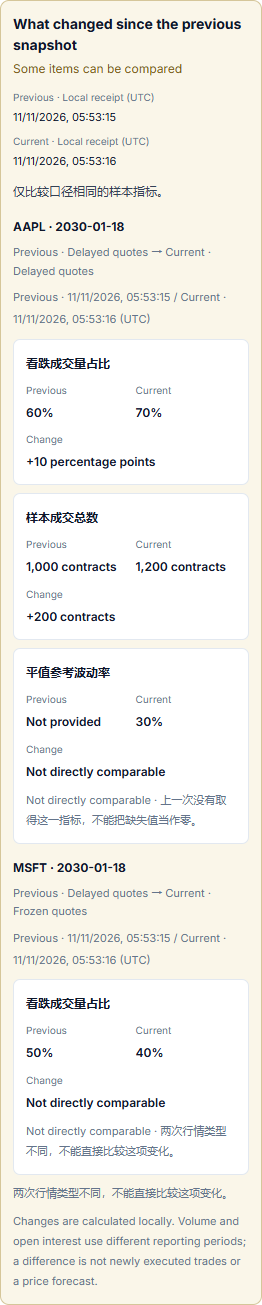 What changed since the previous
snapshot
Some items can be compared
Previous · Local receipt (UTC)
11/11/2026, 05:53:15
Current · Local receipt (UTC)
11/11/2026, 05:53:16
仅比较口径相同的样本指标。
AAPL · 2030-01-18
Previous · Delayed quotes → Current ·
Delayed quotes
Previous · 11/11/2026, 05:53:15 / Current ·
11/11/2026, 05:53:16 (UTC)
看跌成交量占比
Previous Current
60% 70%
Change
+10 percentage points
样本成交总数
Previous Current
1,000 contracts 1,200 contracts
Change
+200 contracts
平值参考波动率
Previous Current
Not provided 30%
Change
Not directly comparable
Not directly comparable · 上一次没有取
得这一指标，不能把缺失值当作零。
MSFT · 2030-01-18
Previous · Delayed quotes → Current ·
Frozen quotes
Previous · 11/11/2026, 05:53:15 / Current ·
11/11/2026, 05:53:16 (UTC)
看跌成交量占比
Previous Current
50% 40%
Change
Not directly comparable
Not directly comparable · 两次行情类型
不同，不能直接比较这项变化。
两次行情类型不同，不能直接比较这项变化。
Changes are calculated locally. Volume and
open interest use different reporting periods;
a difference is not newly executed trades or
a price forecast.